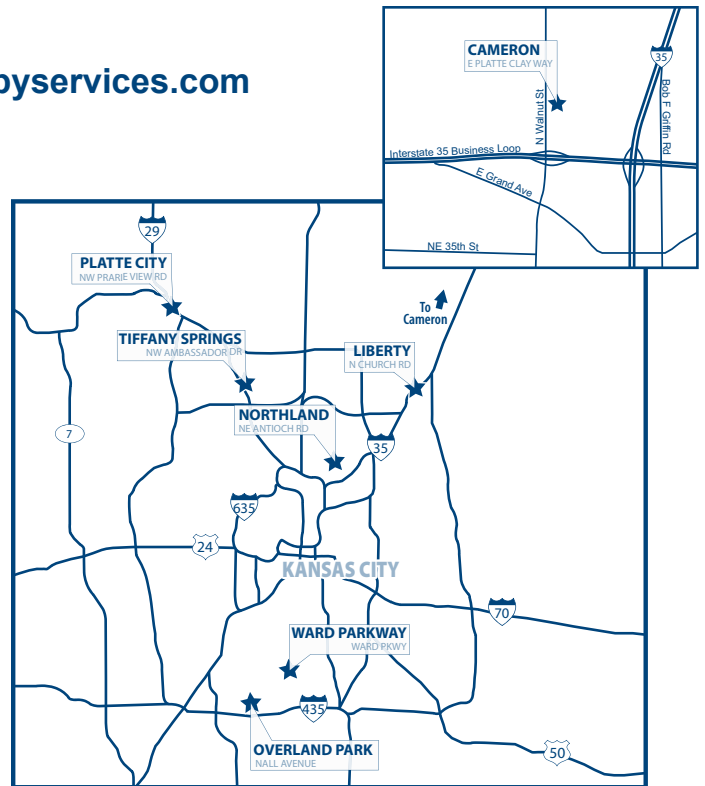 byservices.com
CAMERON
E PLATTE CLAY WAY
35
N Walnut St
Bob F Griffin Rd
Interstate 35 Business Loop
E Grand Ave
NE 35th St
29
PLATTE CITY
NW PRARIE VIEW RD
To
Cameron
TIFFANY SPRINGS
NW AMBASSADOR DR
LIBERTY
N CHURCH RD
NORTHLAND
NE ANTIOCH RD
7
35
635
24
KANSAS CITY
70
WARD PARKWAY
WARD PKWY
435
OVERLAND PARK
NALL AVENUE
50